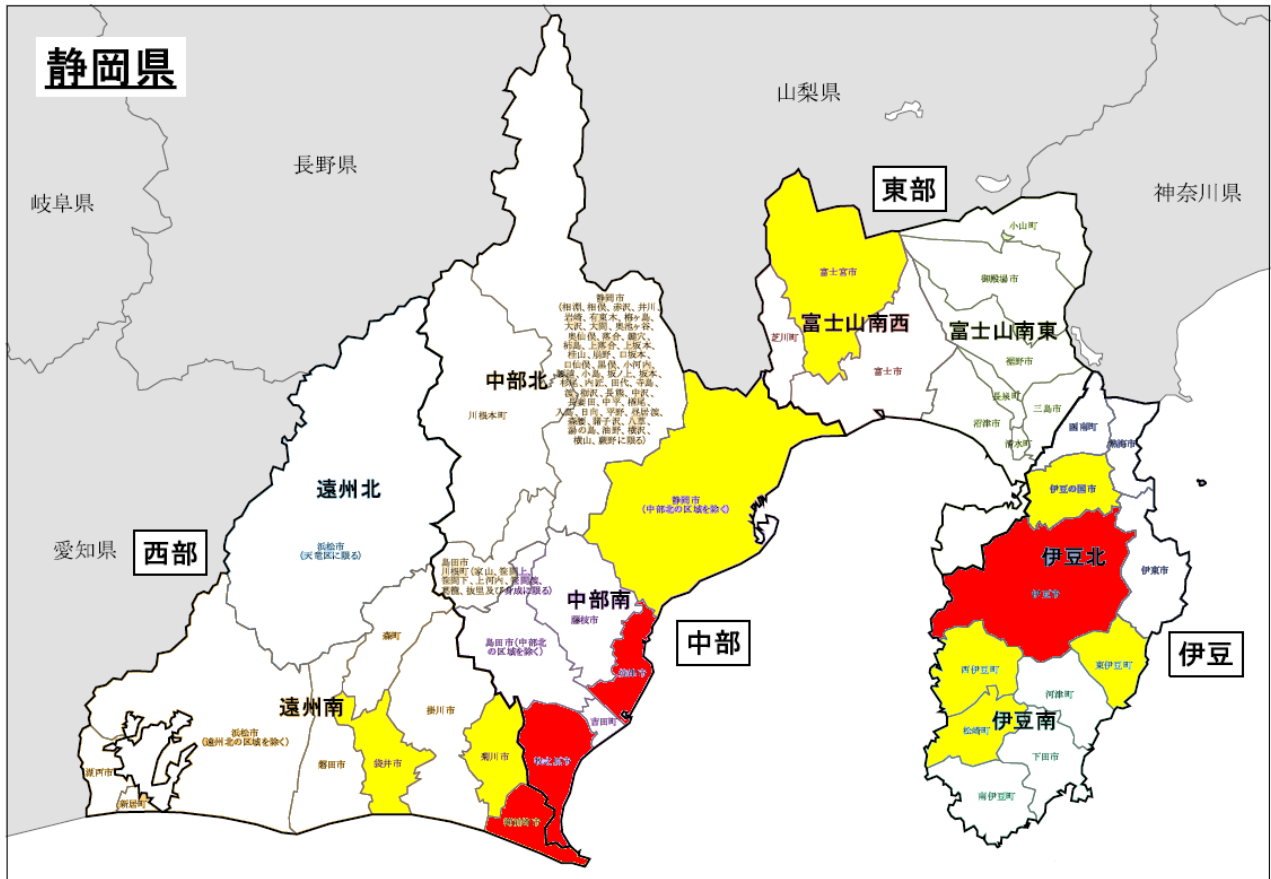 静岡県
山梨県
長野県
岐阜県
神奈川県
愛知県
東部
小山町
富士宮市
御殿場市
富士山南西
富士山南東
芝川町
富士市
裾野市
長泉町
三島市
沼津市
清水町
函南町
熱海市
静岡市
中部北
川根本町
横山、蕨野に限る)
遠州北
浜松市
(天竜区に限る)
西部
静岡市
(中部北の区域を除く)
伊豆の国市
伊豆北
伊豆市
伊東市
伊豆
島田市
中部南
藤枝市
島田市(中部北
の区域を除く)
中部
焼津市
森町
西伊豆町
東伊豆町
河津町
伊豆南
松崎町
下田市
南伊豆町
遠州南
掛川市
吉田町
浜松市
(遠州北の区域を除く)
磐田市
袋井市
菊川市
牧之原市
湖西市
新居町
御前崎市